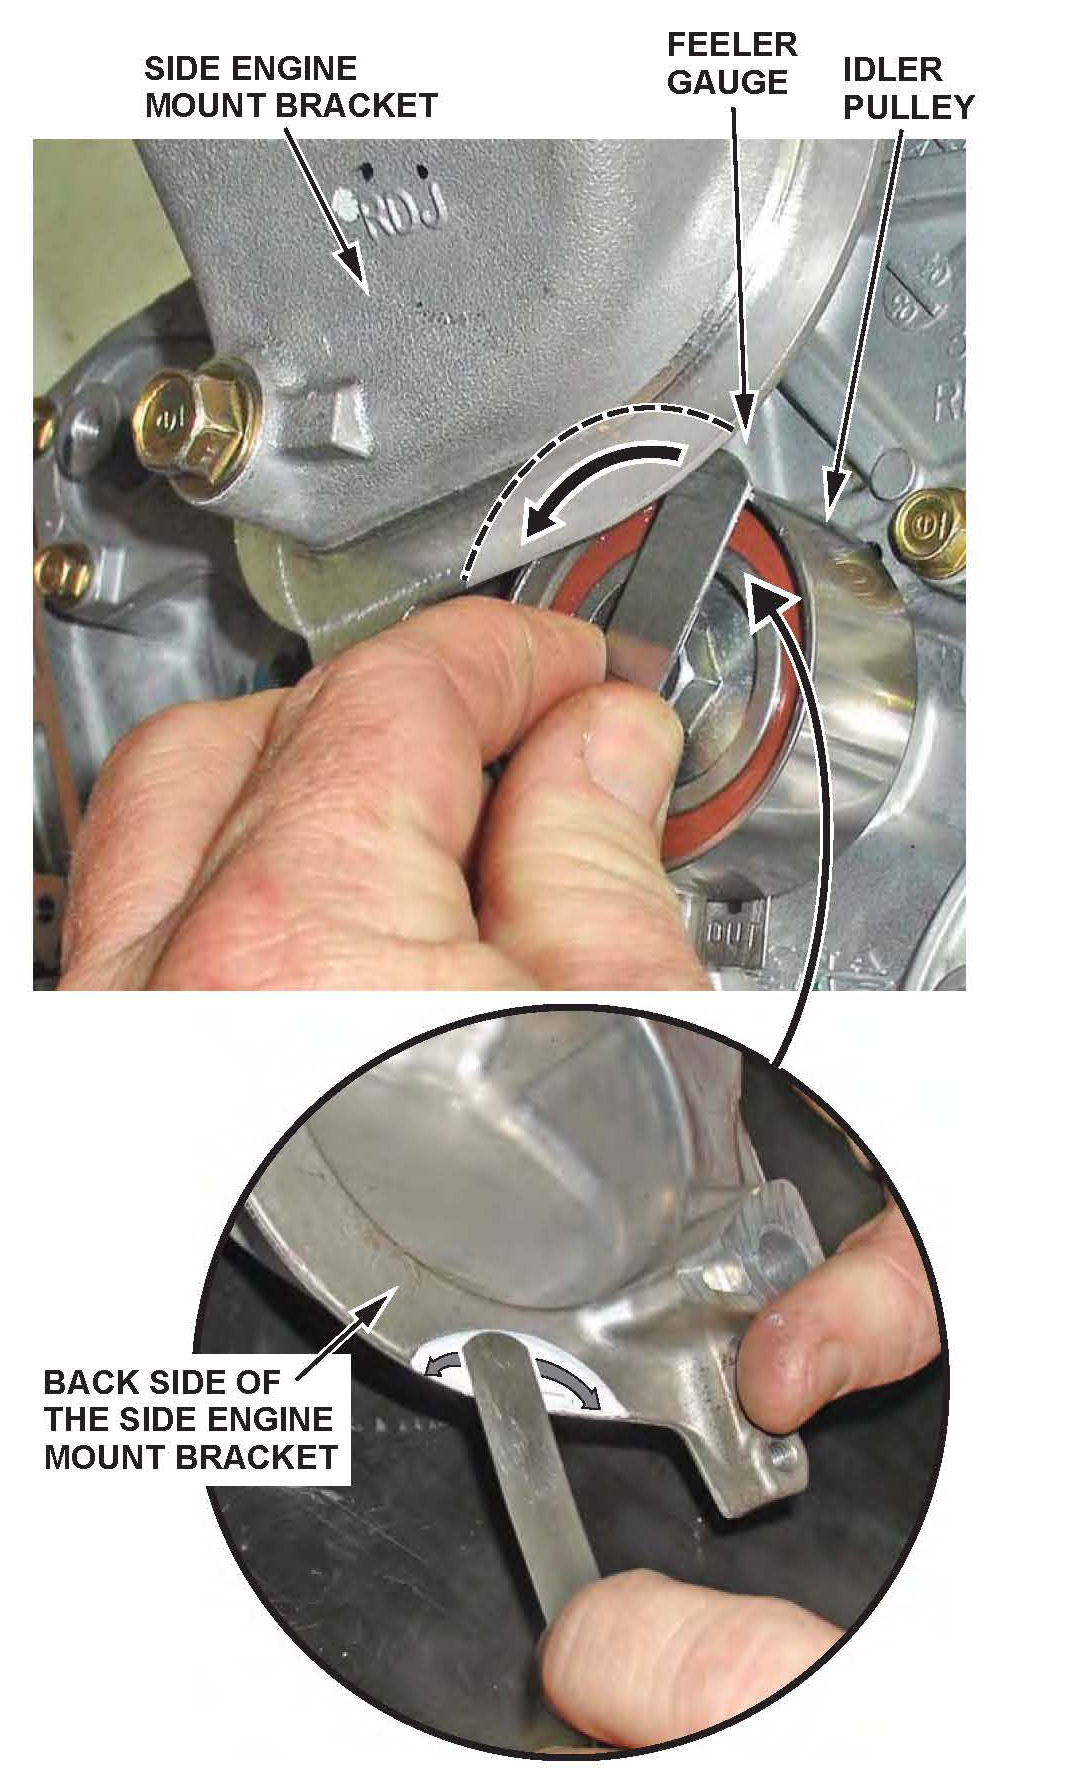 SIDE ENGINE
MOUNT BRACKET
FEELER
GAUGE
IDLER
PULLEY
RDJ
OUT
BACK SIDE OF
THE SIDE ENGINE
MOUNT BRACKET